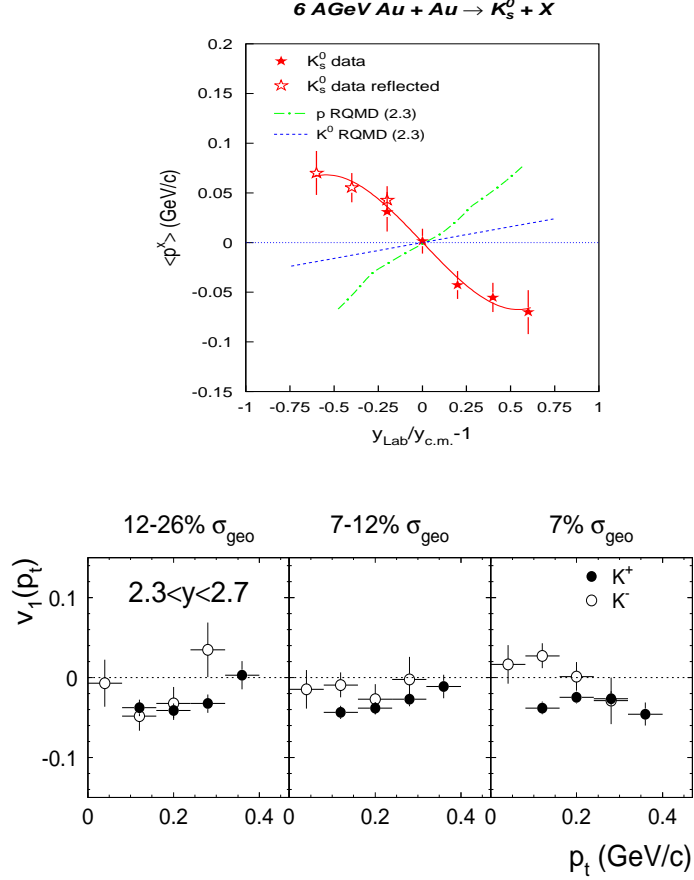 6 AGeV Au + Au → K⁰ₛ + X
<pˣ> (GeV/c)
0.2
0.15
0.1
0.05
0
-0.05
-0.1
-0.15
K⁰ₛ data
K⁰ₛ data reflected
p RQMD (2.3)
K⁰ RQMD (2.3)
-1 -0.75 -0.5 -0.25 0 0.25 0.5 0.75 1
y_Lab/y_c.m.-1
12-26% σ_geo 7-12% σ_geo 7% σ_geo
v₁(pₜ)
0.1
0
-0.1
2.3<y<2.7
K⁺
K⁻
0 0.2 0.4 0 0.2 0.4 0 0.2 0.4
pₜ (GeV/c)